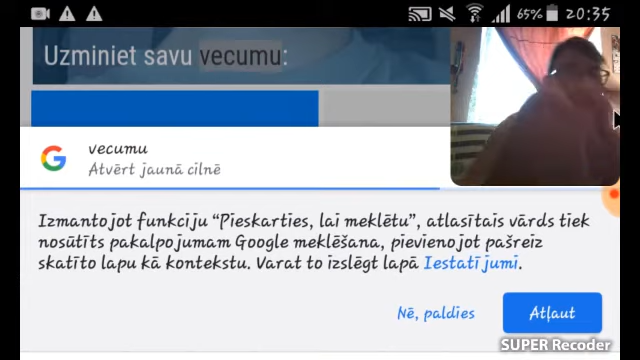 65% 20:35
Uzminiet savu vecumu:
vecumu
Atvērt jaunā cilnē
Izmantojot funkciju “Pieskarties, lai meklētu”, atlasītais vārds tiek
nosūtīts pakalpojumam Google meklēšana, pievienojot pašreiz
skatīto lapu kā kontekstu. Varat to izslēgt lapā Iestatījumi.
Nē, paldies
Atļaut
SUPER Recorder